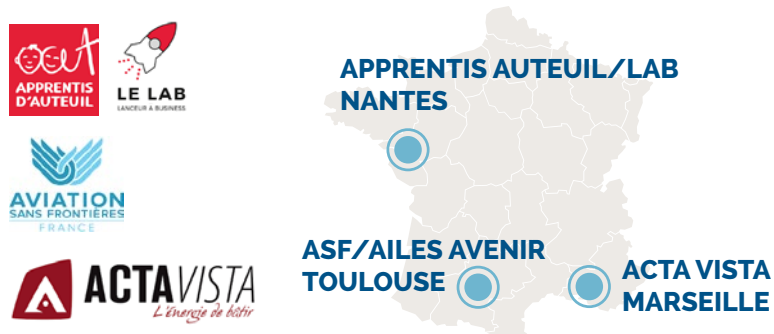 APPRENTIS
D'AUTEUIL
LE LAB
LANCEUR À BUSINESS
AVIATION
SANS FRONTIÈRES
FRANCE
ACTAVISTA
L'énergie de bâtir
APPRENTIS AUTEUIL/LAB
NANTES
ASF/AILES AVENIR
TOULOUSE
ACTA VISTA
MARSEILLE